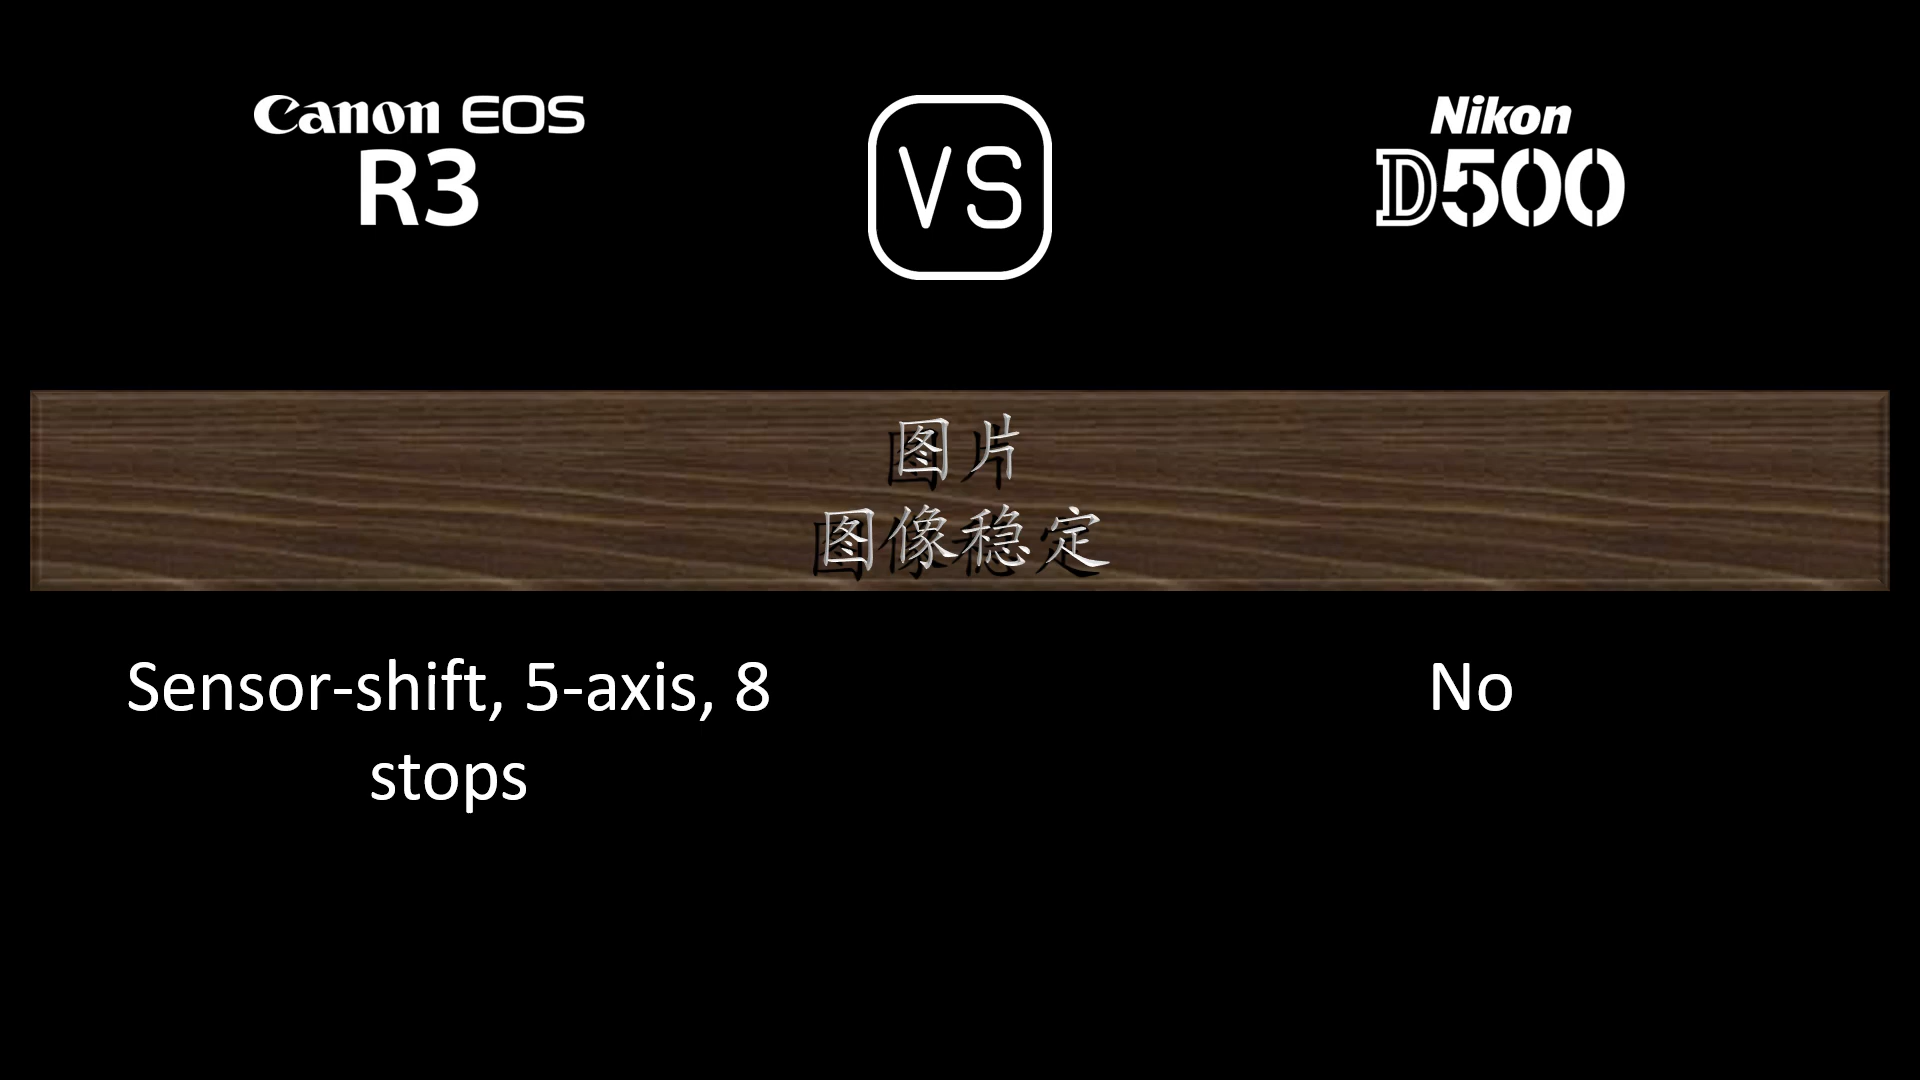 Canon EOS
R3
VS
Nikon
D500
图片
图像稳定
Sensor-shift, 5-axis, 8
stops
No